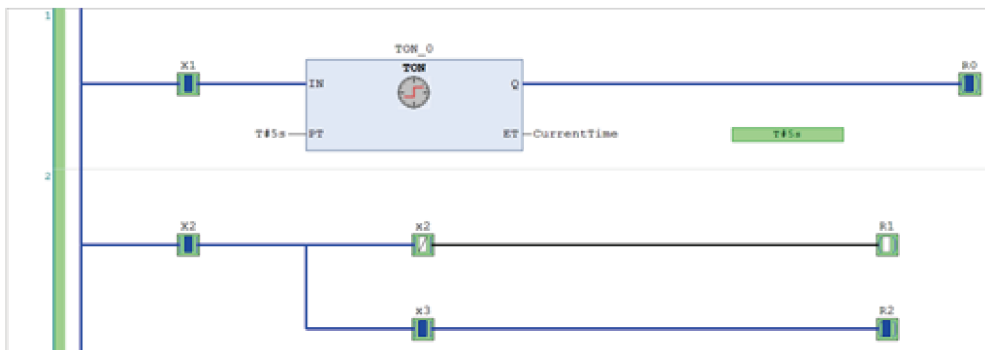 1
TON_0
X1
TON
R0
IN
Q
T#5s
PT
ET
CurrentTime
T#5s
2
X2
x2
R1
x3
R2